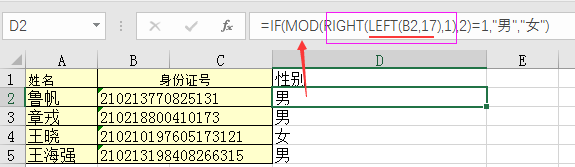 D2 =IF(MOD(RIGHT(LEFT(B2,17),1),2)=1,"男","女")
A B C D E
1 姓名 身份证号 性别
2 鲁帆 210213770825131 男
3 章戎 210218800410173 男
4 王晓 210210197605173121 女
5 王海强 210213198408266315 男